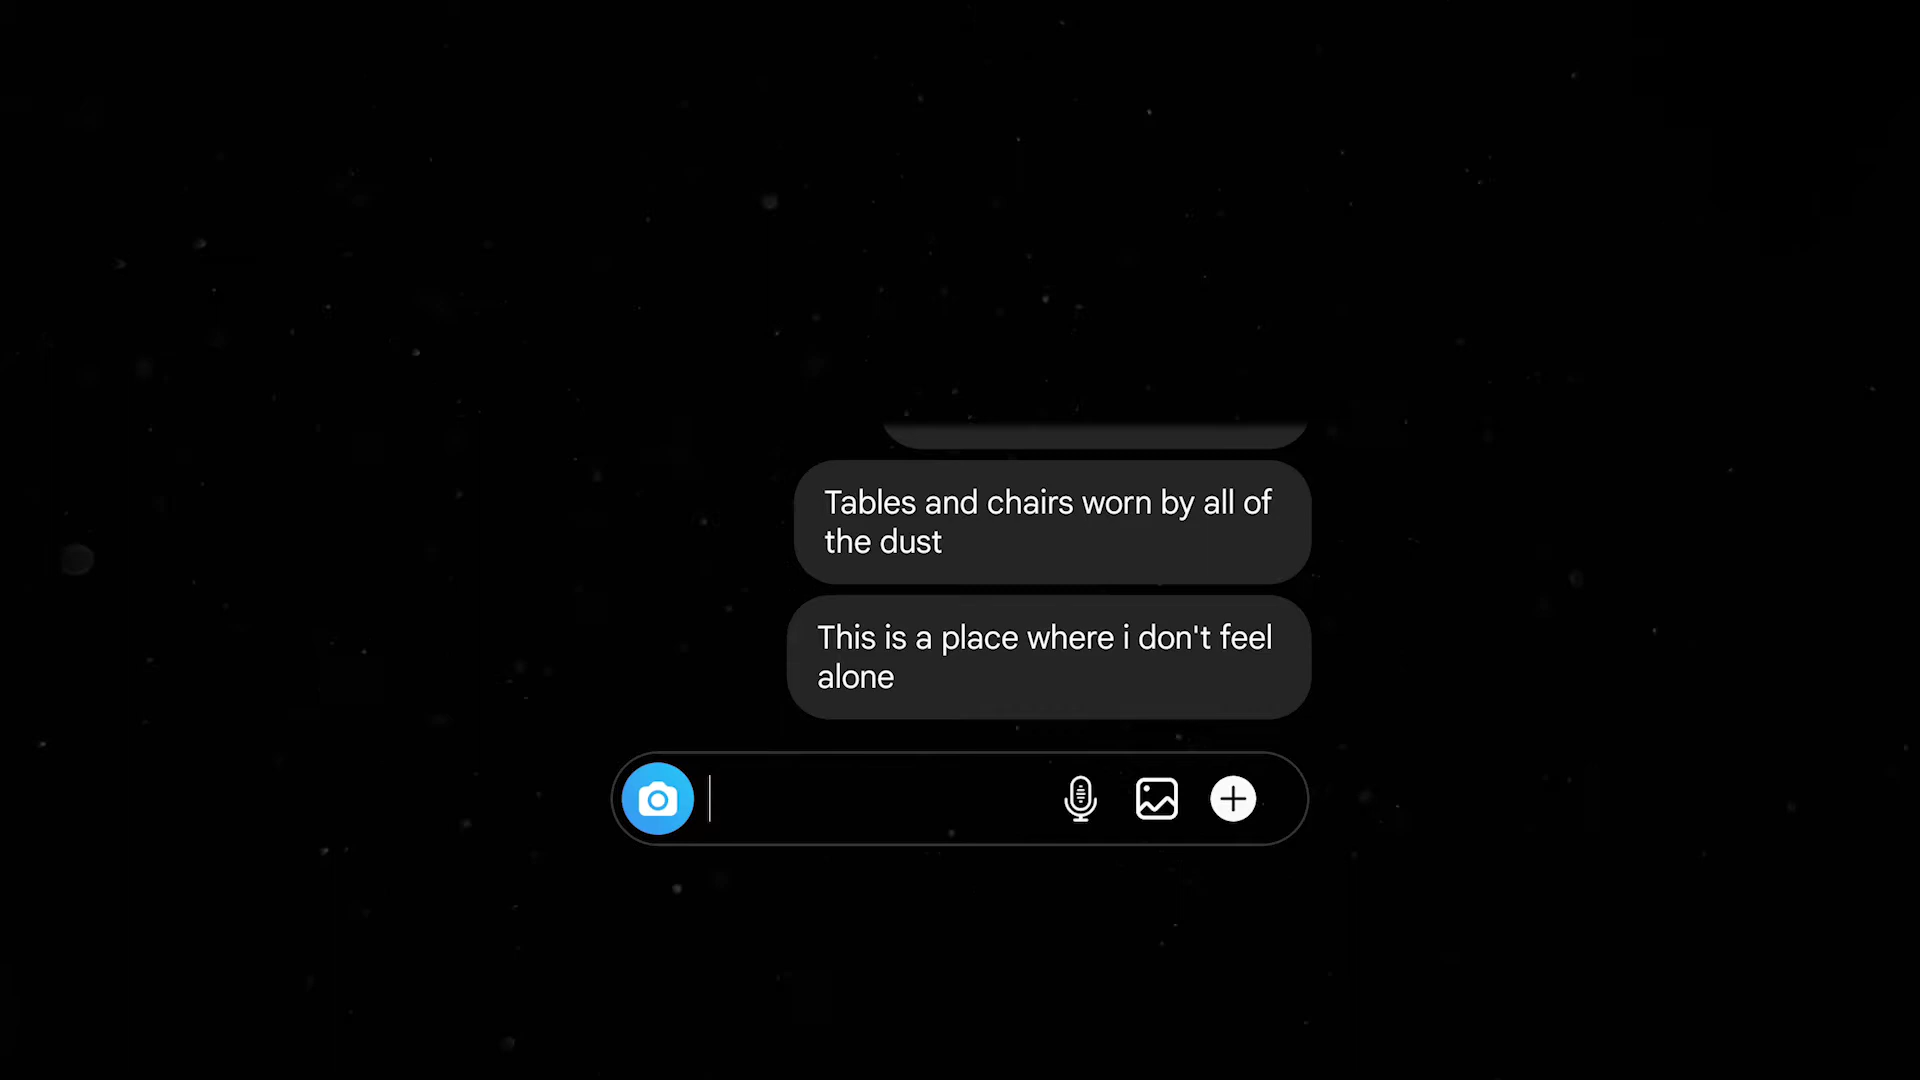 Tables and chairs worn by all of
the dust
This is a place where i don't feel
alone